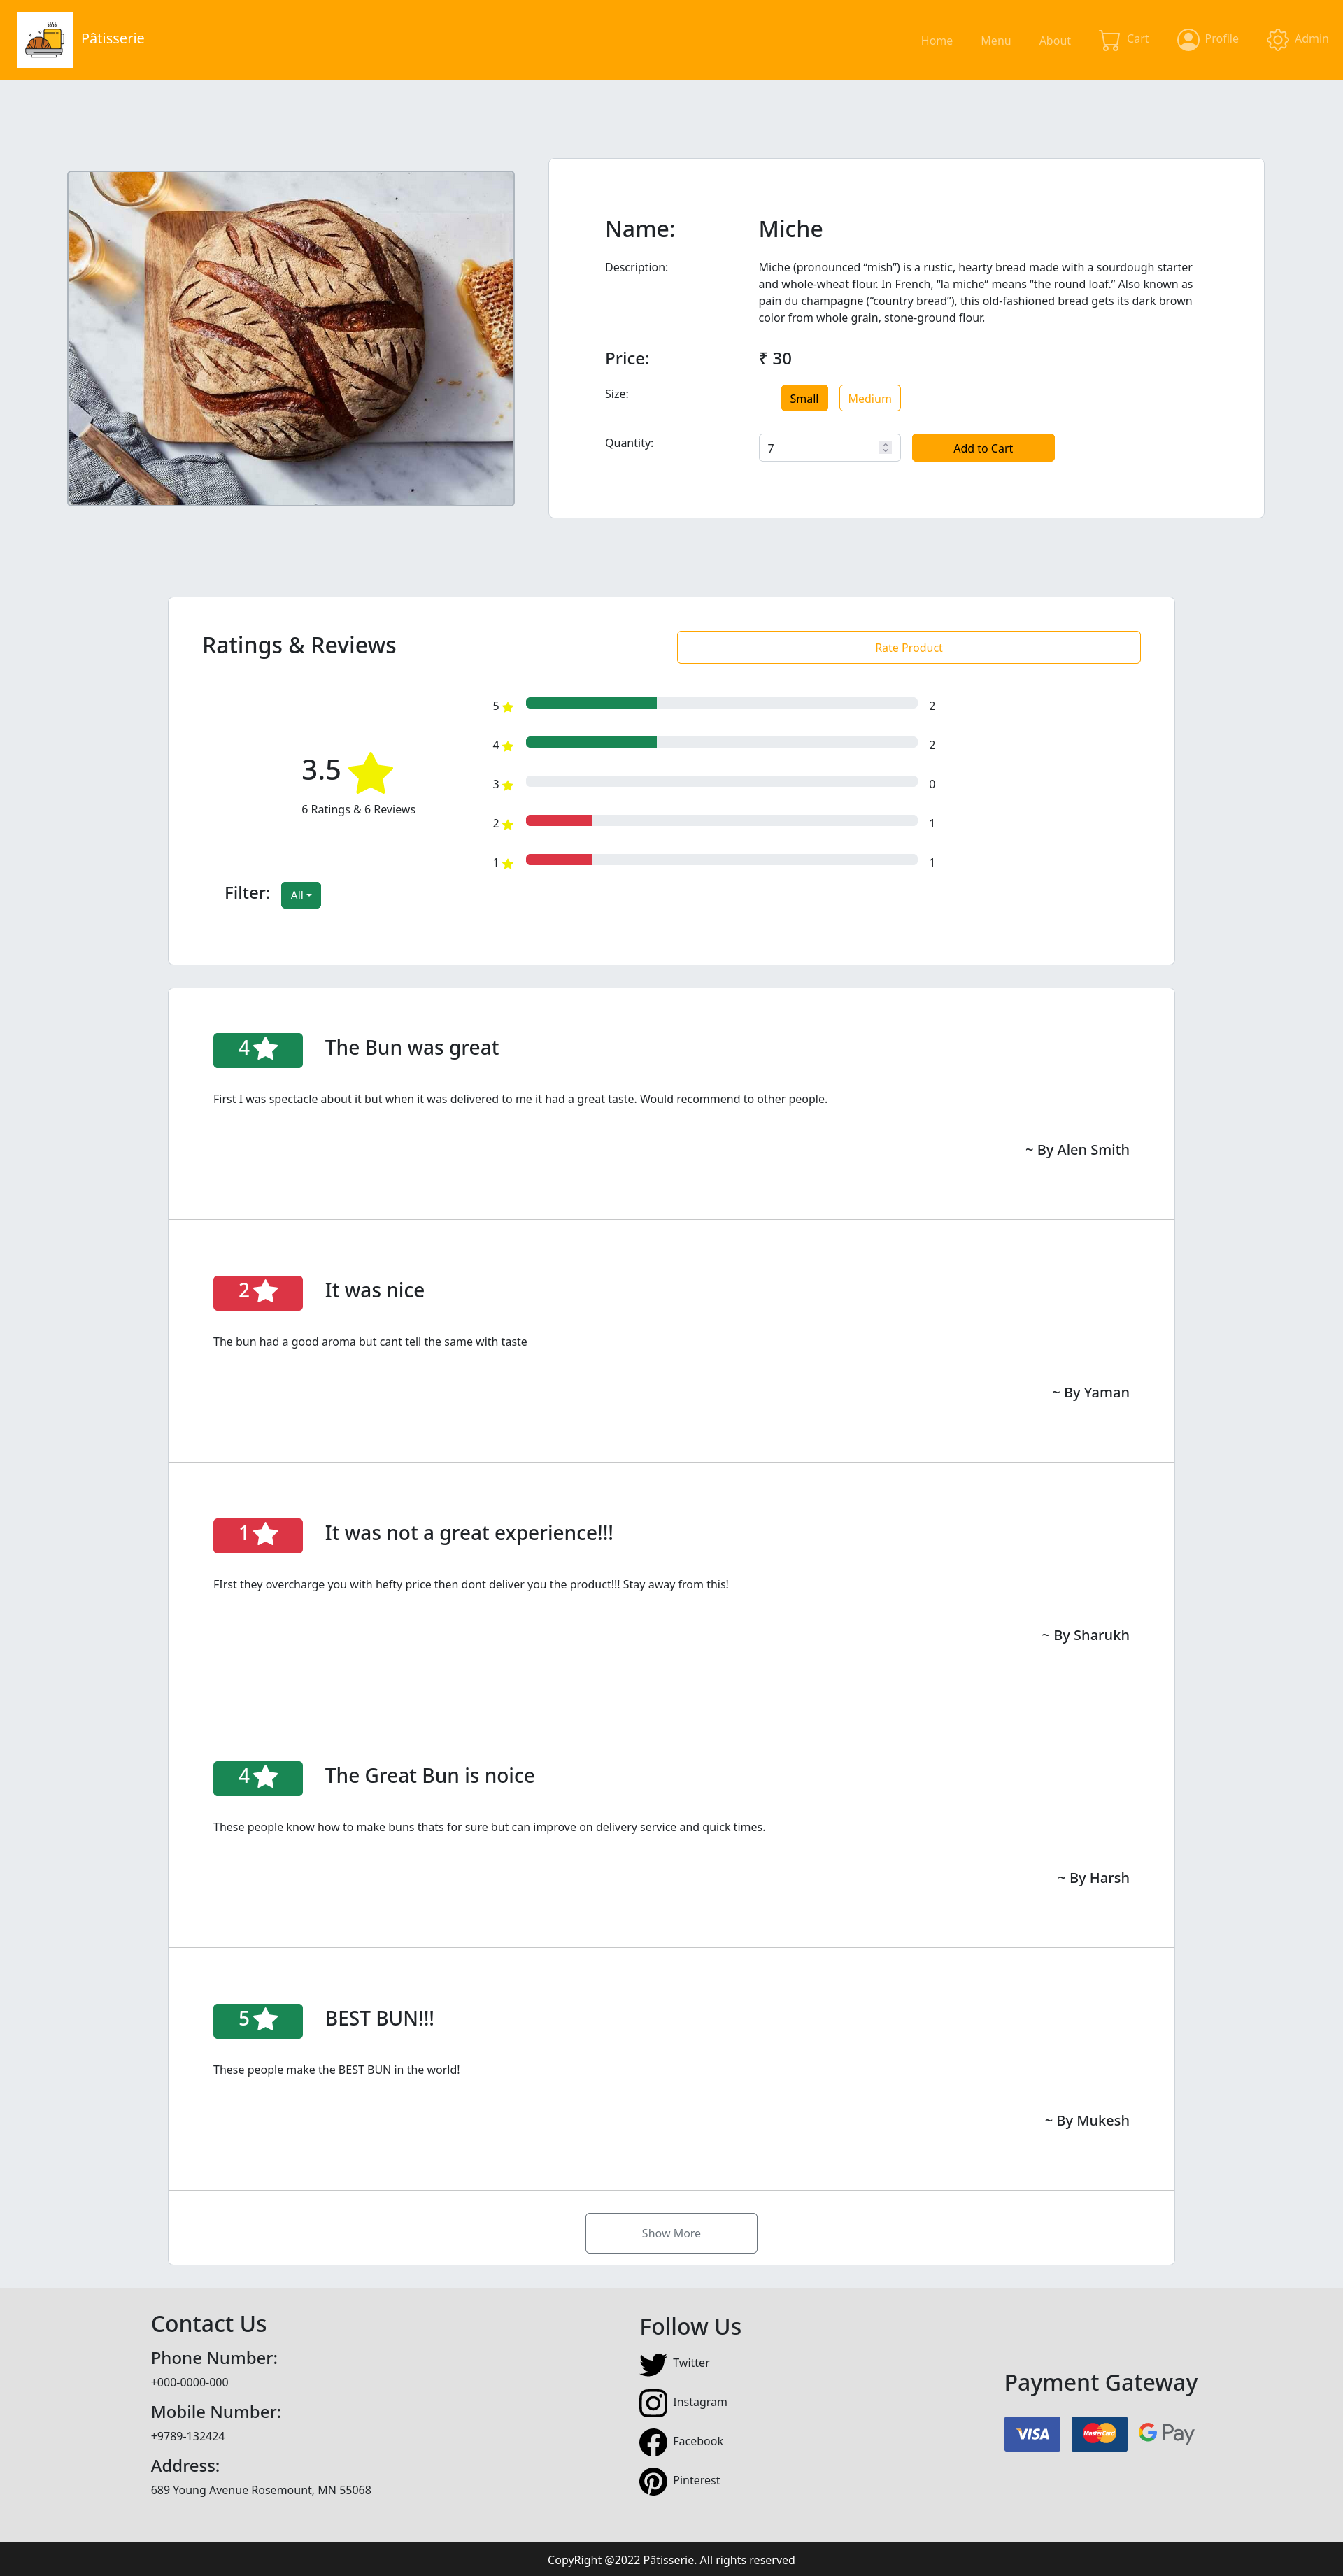 Pâtisserie
Home Menu About Cart Profile Admin
Name: Miche
Description: Miche (pronounced “mish”) is a rustic, hearty bread made with a sourdough starter
and whole-wheat flour. In French, “la miche” means “the round loaf.” Also known as
pain du champagne (“country bread”), this old-fashioned bread gets its dark brown
color from whole grain, stone-ground flour.
Price: ₹ 30
Size: Small Medium
Quantity: 7 Add to Cart
Ratings & Reviews Rate Product
5 2
4 2
3 0
2 1
1 1
3.5
6 Ratings & 6 Reviews
Filter: All
4 The Bun was great
First I was spectacle about it but when it was delivered to me it had a great taste. Would recommend to other people.
~ By Alen Smith
2 It was nice
The bun had a good aroma but cant tell the same with taste
~ By Yaman
1 It was not a great experience!!!
FIrst they overcharge you with hefty price then dont deliver you the product!!! Stay away from this!
~ By Sharukh
4 The Great Bun is noice
These people know how to make buns thats for sure but can improve on delivery service and quick times.
~ By Harsh
5 BEST BUN!!!
These people make the BEST BUN in the world!
~ By Mukesh
Show More
Contact Us
Phone Number:
+000-0000-000
Mobile Number:
+9789-132424
Address:
689 Young Avenue Rosemount, MN 55068
Follow Us
Twitter
Instagram
Facebook
Pinterest
Payment Gateway
VISA MasterCard G Pay
CopyRight @2022 Pâtisserie. All rights reserved